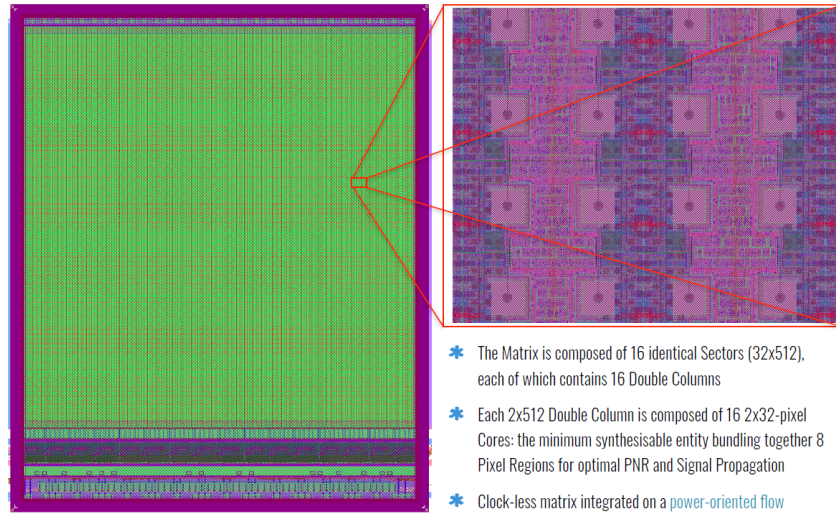 The Matrix is composed of 16 identical Sectors (32x512),
each of which contains 16 Double Columns
Each 2x512 Double Column is composed of 16 2x32-pixel
Cores: the minimum synthesisable entity bundling together 8
Pixel Regions for optimal PNR and Signal Propagation
Clock-less matrix integrated on a power-oriented flow